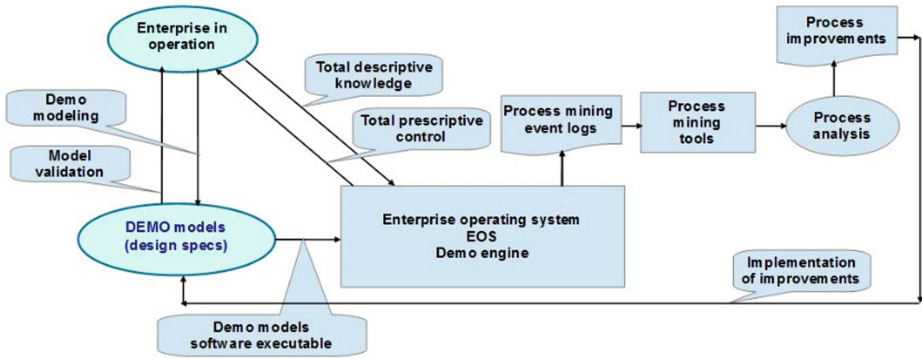 Enterprise in
operation
Total descriptive
knowledge
Process
improvements
Demo
modeling
Total prescriptive
control
Process mining
event logs
Process
mining
tools
Process
analysis
Model
validation
DEMO models
(design specs)
Enterprise operating system
EOS
Demo engine
Implementation
of improvements
Demo models
software executable